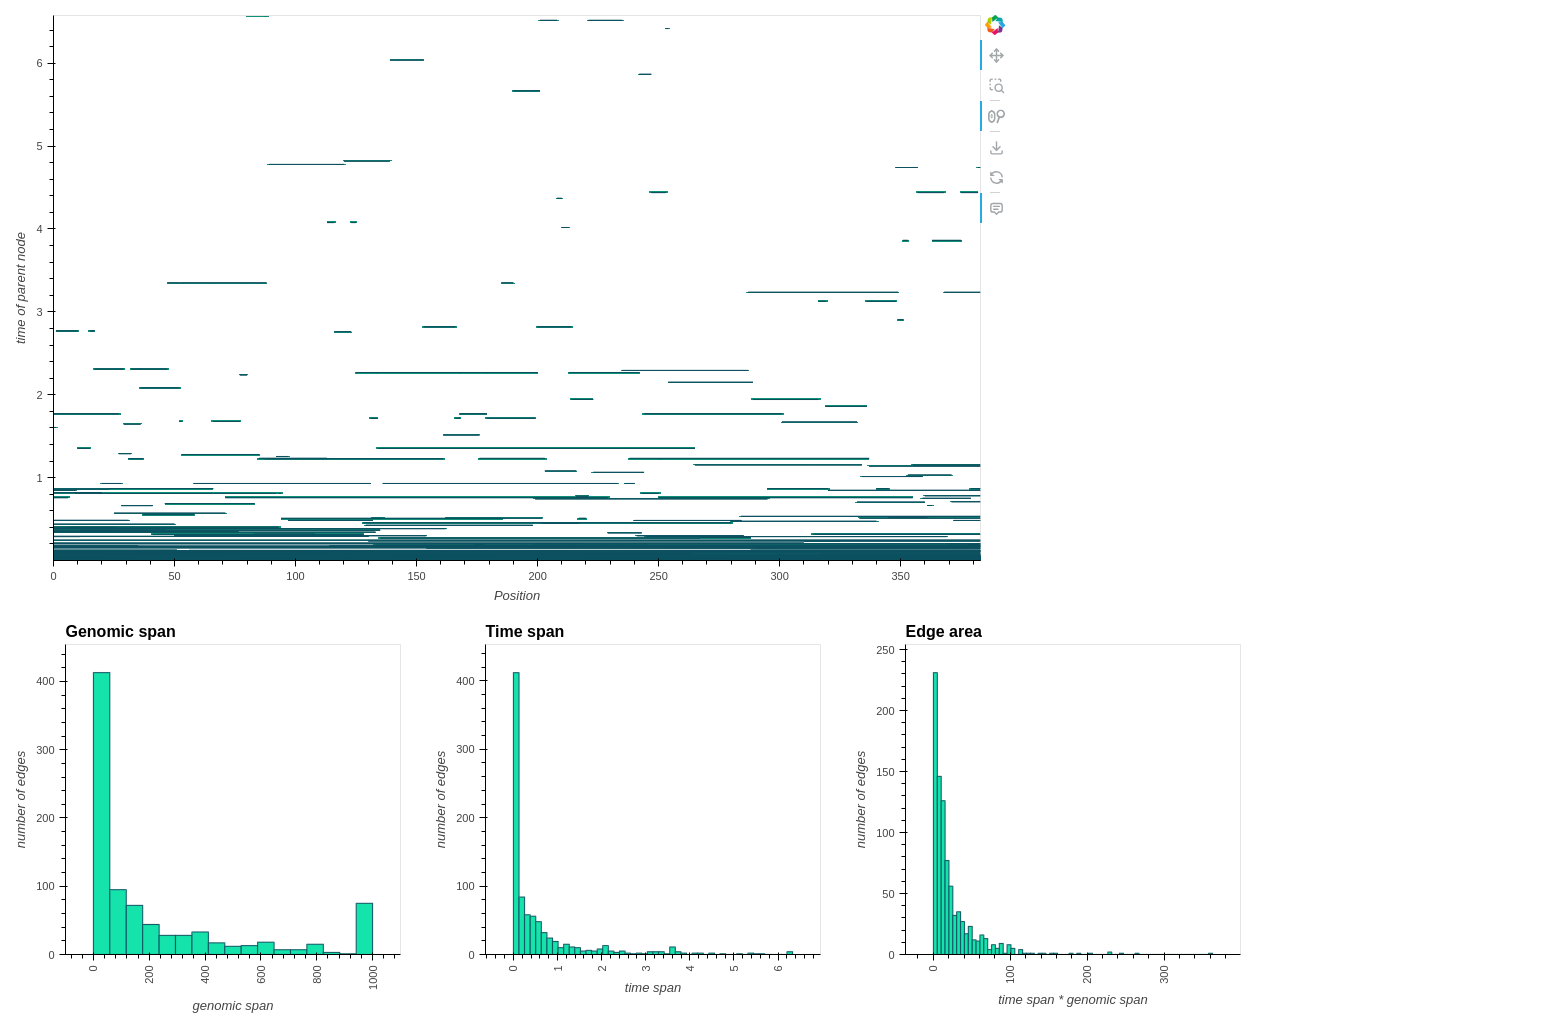 6
5
4
3
2
1
time of parent node
0 50 100 150 200 250 300 350
Position
Genomic span
400
300
200
100
0
number of edges
0 200 400 600 800 1000
genomic span
Time span
400
300
200
100
0
number of edges
0 1 2 3 4 5 6
time span
Edge area
250
200
150
100
50
0
number of edges
0 100 200 300
time span * genomic span